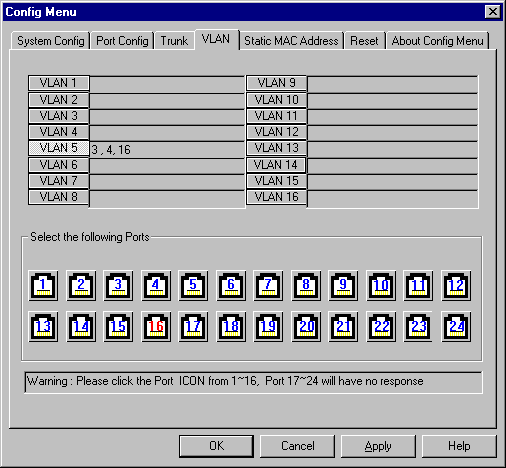 Config Menu
System Config Port Config Trunk VLAN Static MAC Address Reset About Config Menu
VLAN 1 VLAN 9
VLAN 2 VLAN 10
VLAN 3 VLAN 11
VLAN 4 VLAN 12
VLAN 5 3 , 4, 16 VLAN 13
VLAN 6 VLAN 14
VLAN 7 VLAN 15
VLAN 8 VLAN 16
Select the following Ports
1 2 3 4 5 6 7 8 9 10 11 12
13 14 15 16 17 18 19 20 21 22 23 24
Warning : Please click the Port ICON from 1~16, Port 17~24 will have no response
OK Cancel Apply Help